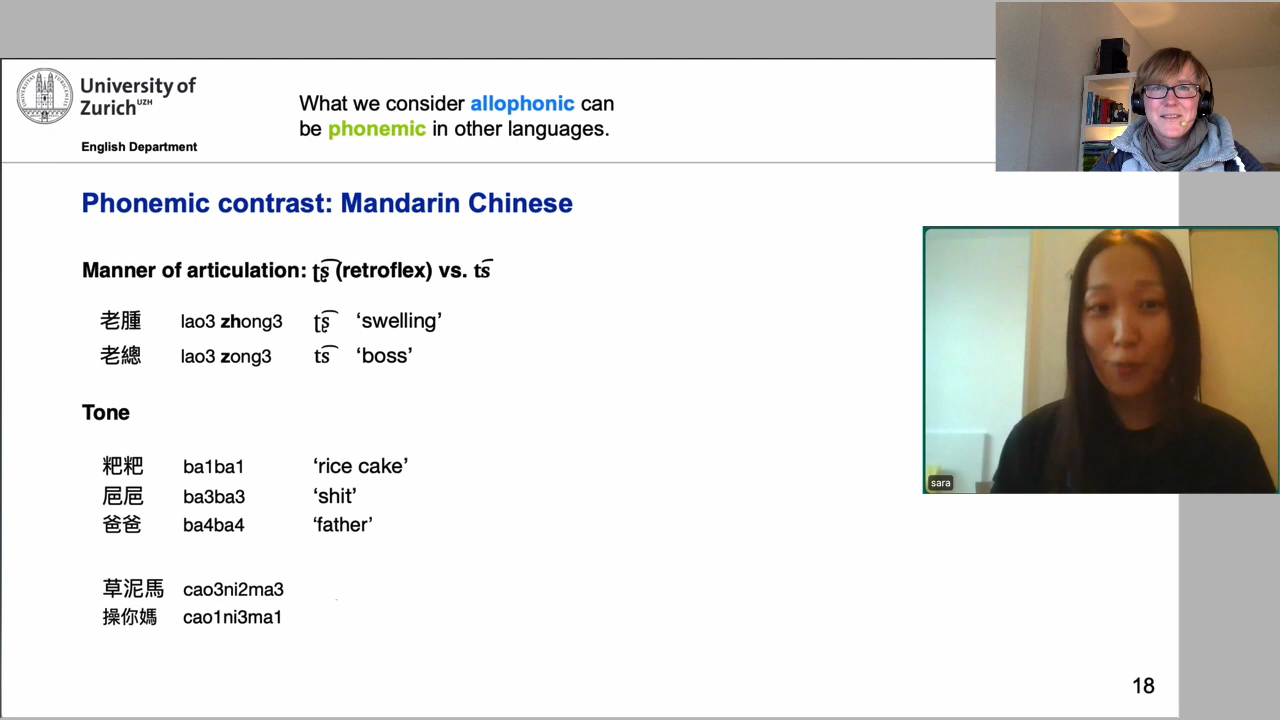 University of
Zurich UZH
English Department
What we consider allophonic can
be phonemic in other languages.
Phonemic contrast: Mandarin Chinese
Manner of articulation: ʈ͡ʂ (retroflex) vs. t͡s
老腫 lao3 zhong3 ʈ͡ʂ ‘swelling’
老總 lao3 zong3 t͡s ‘boss’
Tone
粑粑 ba1ba1 ‘rice cake’
㞎㞎 ba3ba3 ‘shit’
爸爸 ba4ba4 ‘father’
草泥馬 cao3ni2ma3
操你媽 cao1ni3ma1
sara
18